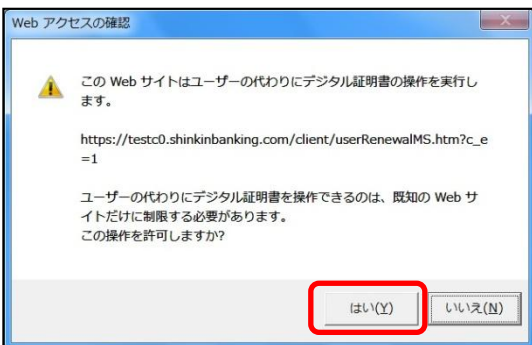 Web アクセスの確認
この Web サイトはユーザーの代わりにデジタル証明書の操作を実行し
ます。
https://testc0.shinkinbanking.com/client/userRenewalMS.htm?c_e
=1
ユーザーの代わりにデジタル証明書を操作できるのは、既知の Web サ
イトだけに制限する必要があります。
この操作を許可しますか?
はい(Y) いいえ(N)